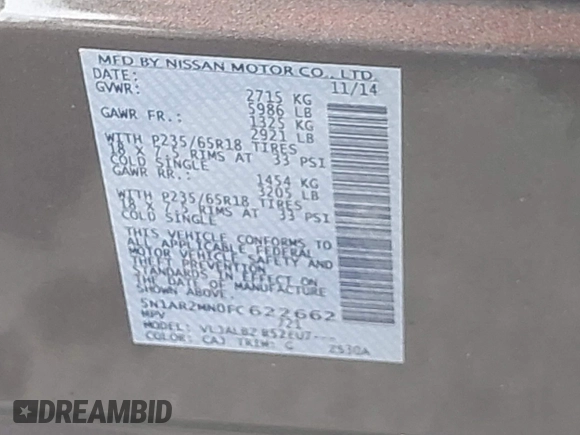 MFD BY NISSAN MOTOR CO., LTD.
DATE: 11/14
GVWR: 2715 KG
5986 LB
GAWR FR.: 1325 KG
2921 LB
WITH P235/65R18 TIRES
18 X 7.5 RIMS AT 33 PSI
COLD SINGLE
GAWR RR.: 1454 KG
3205 LB
WITH P235/65R18 TIRES
18 X 7.5 RIMS AT 33 PSI
COLD SINGLE
THIS VEHICLE CONFORMS TO
ALL APPLICABLE FEDERAL
MOTOR VEHICLE SAFETY AND
THEFT PREVENTION
STANDARDS IN EFFECT ON
THE DATE OF MANUFACTURE
SHOWN ABOVE.
5N1AR2MN0FC622662
MPV 721
MODEL:
COLOR: CAJ TRIM: G 2530A
DREAMBID